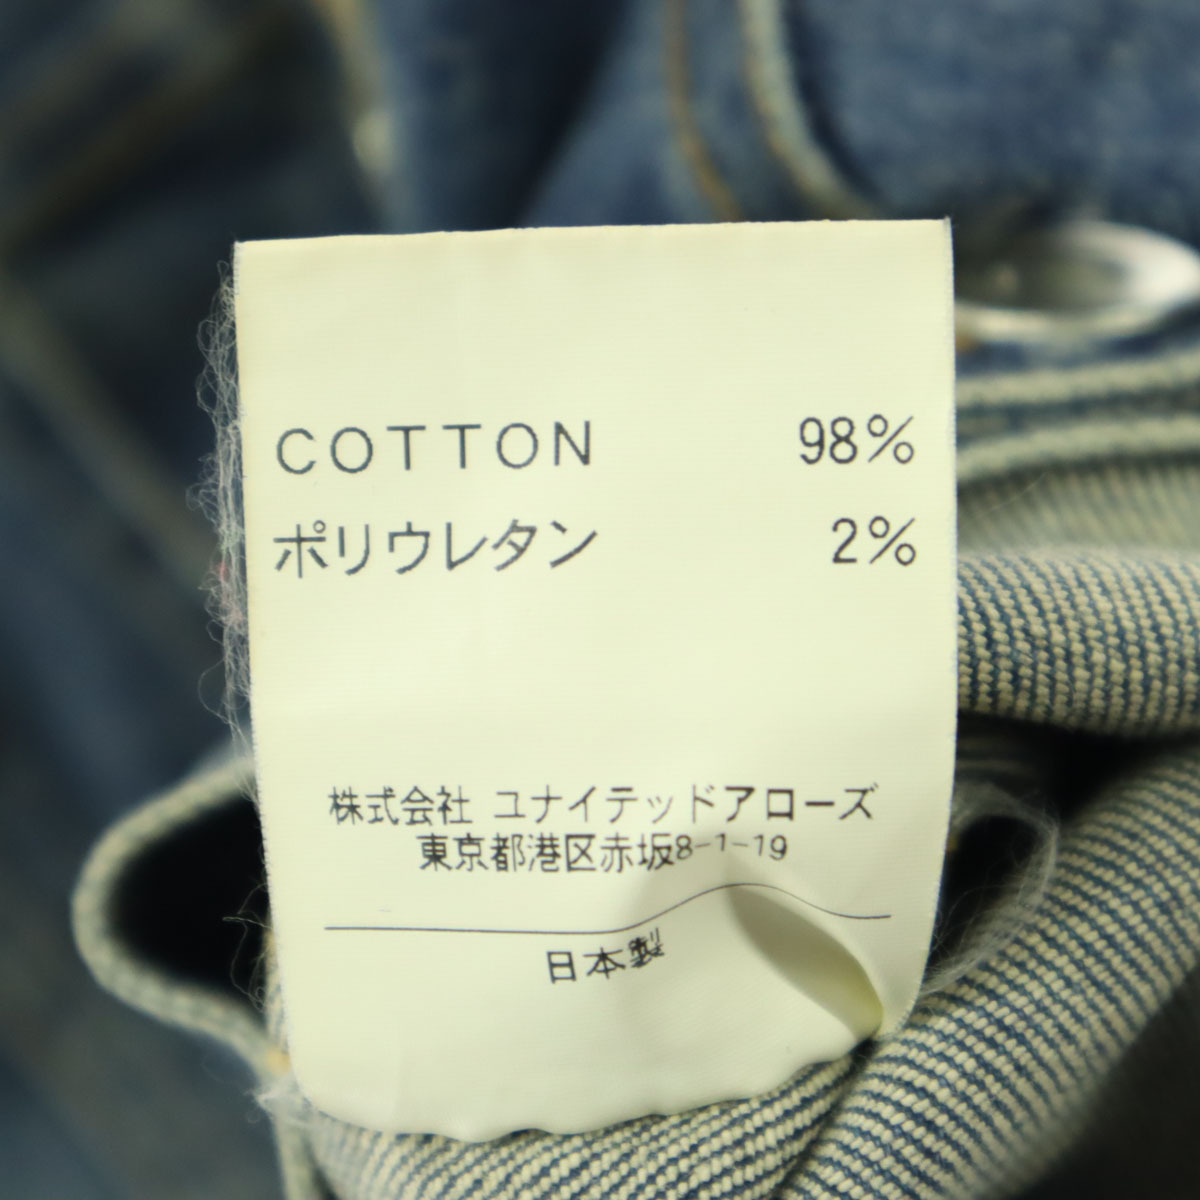 COTTON 98%
ポリウレタン 2%
株式会社 ユナイテッドアローズ
東京都港区赤坂8-1-19
日本製